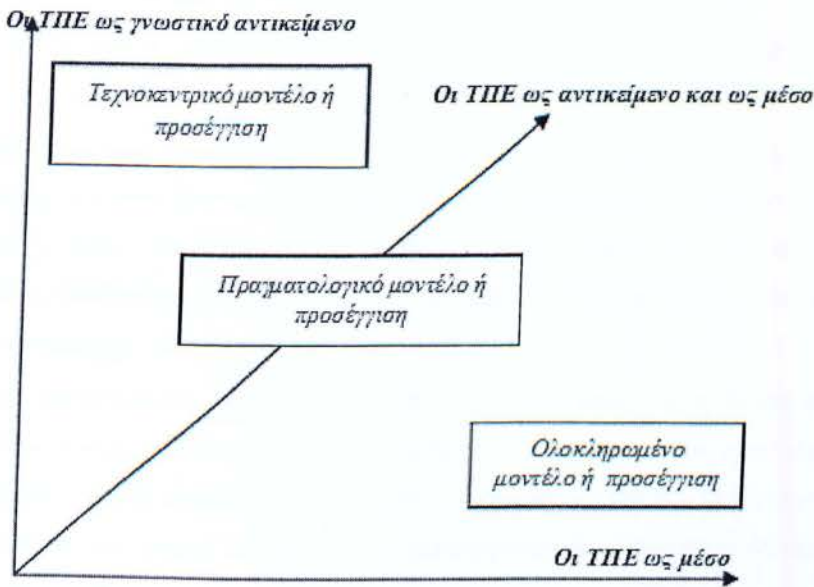 Οι ΤΠΕ ως γνωστικό αντικείμενο
Τεχνοκεντρικό μοντέλο ή
προσέγγιση
Οι ΤΠΕ ως αντικείμενο και ως μέσο
Πραγματολογικό μοντέλο ή
προσέγγιση
Ολοκληρωμένο
μοντέλο ή προσέγγιση
Οι ΤΠΕ ως μέσο